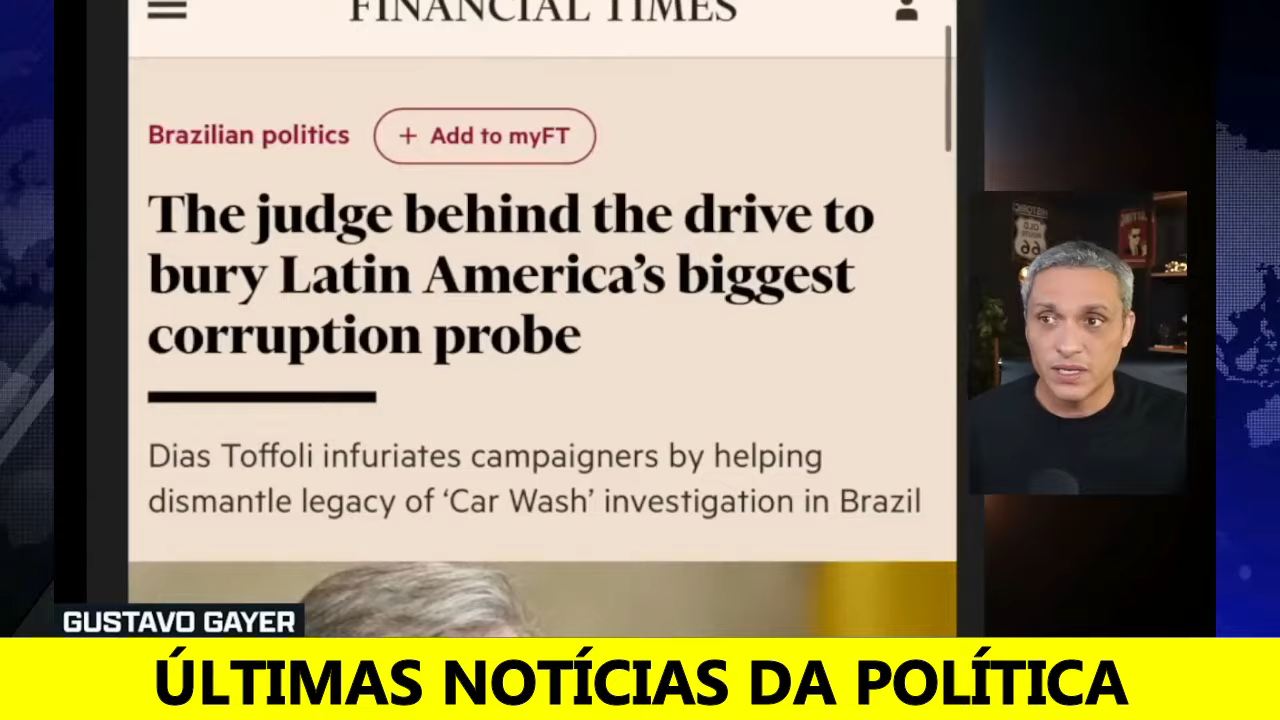 FINANCIAL TIMES
Brazilian politics
+ Add to myFT
The judge behind the drive to
bury Latin America’s biggest
corruption probe
Dias Toffoli infuriates campaigners by helping
dismantle legacy of ‘Car Wash’ investigation in Brazil
GUSTAVO GAYER
ÚLTIMAS NOTÍCIAS DA POLÍTICA